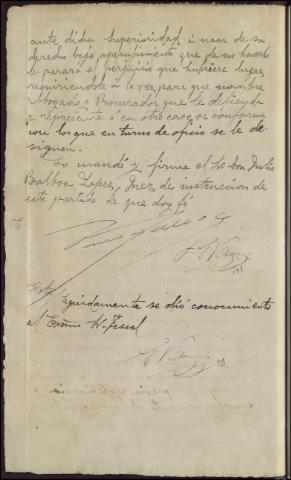 ante dicha Superioridad á usar de su
derecho bajo apercibimiento que de no hacerlo
le parará el perjuicio que hubiere lugar,
requiriendole á la vez para que nombre
Abogado y Procurador que le defienda
y represente ó en otro caso se conforma
con los que en turno de oficio se le de-
signen.
Lo mandó y firma el Sr Don Julio
Balboa Lopez, Juez de instruccion de
este partido de que doy fé
Seguidamente se dió conocimiento
al Excmo Sr. Fiscal